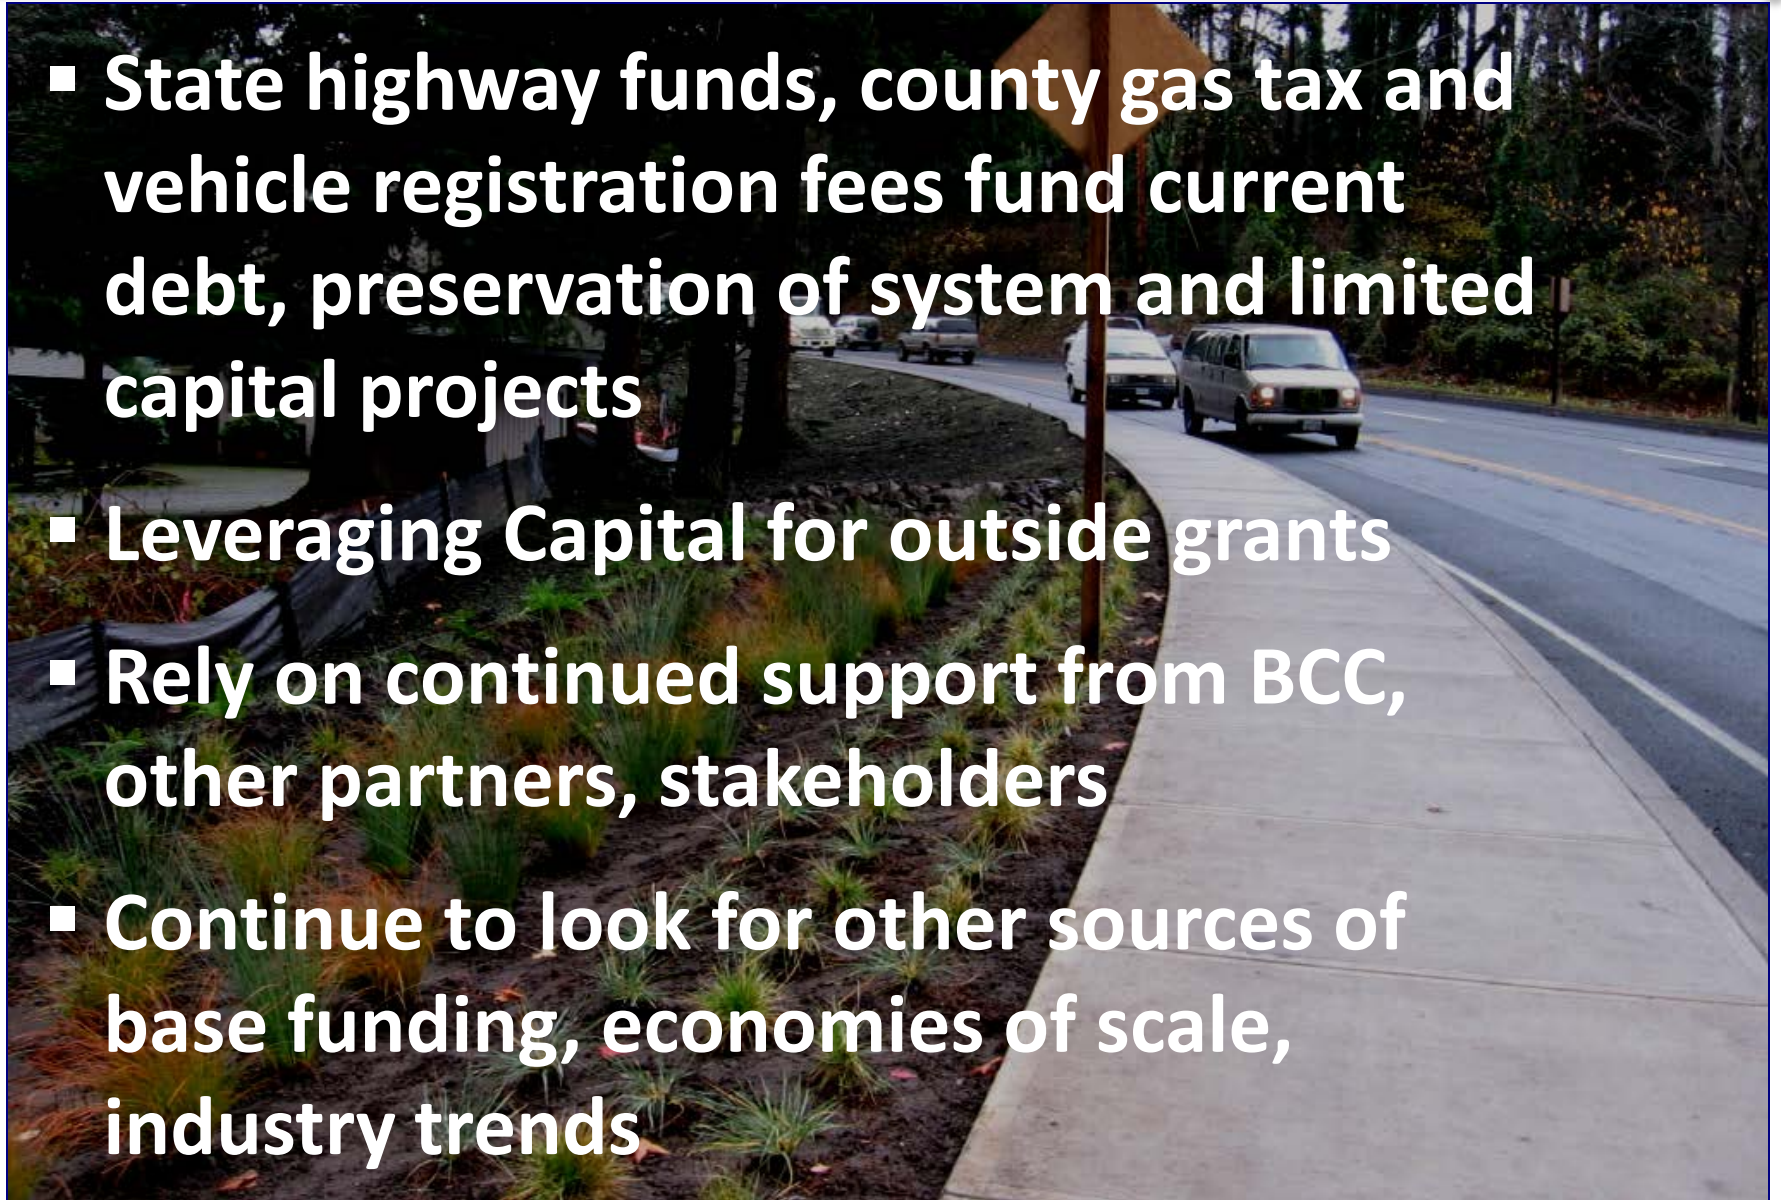 ▪ State highway funds, county gas tax and
vehicle registration fees fund current
debt, preservation of system and limited
capital projects
▪ Leveraging Capital for outside grants
▪ Rely on continued support from BCC,
other partners, stakeholders
▪ Continue to look for other sources of
base funding, economies of scale,
industry trends